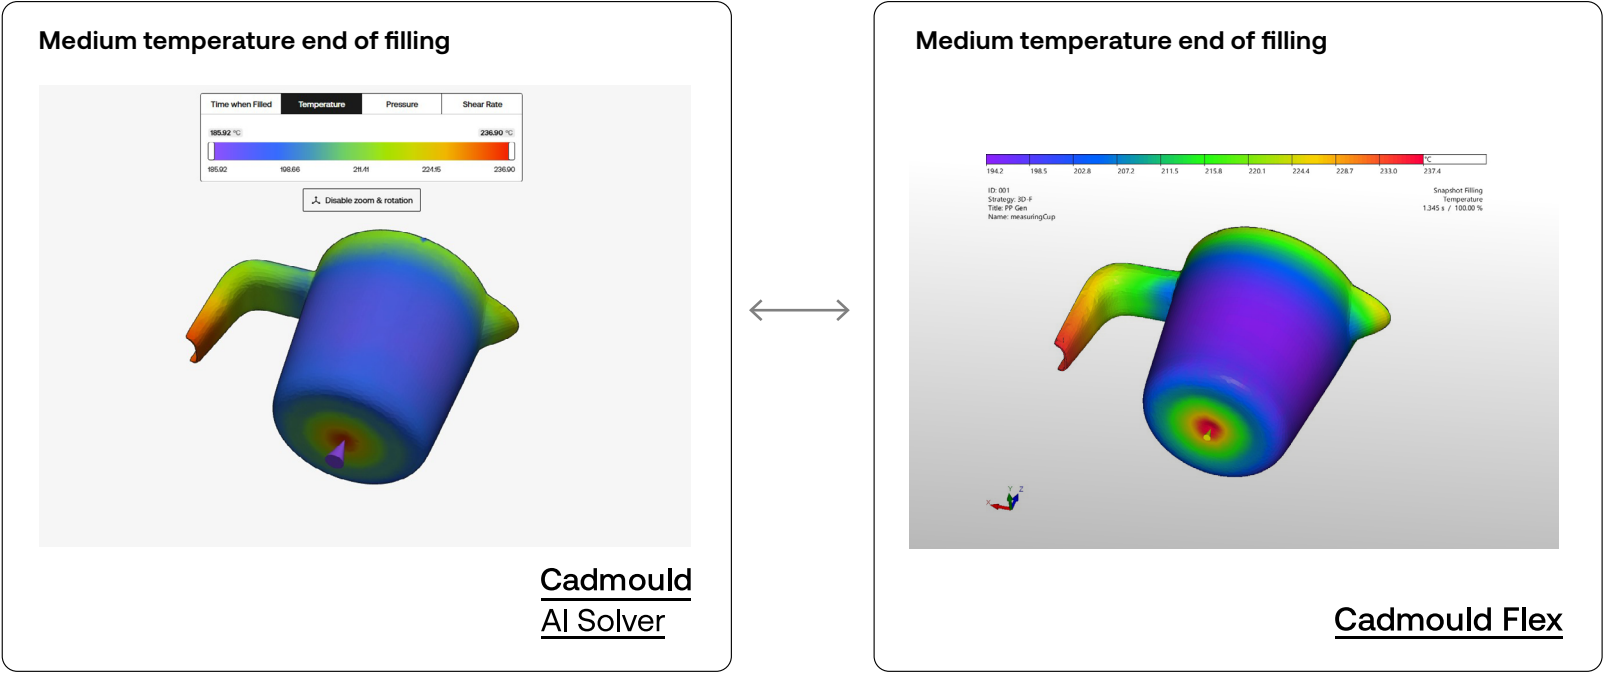 Medium temperature end of filling
Time when Filled Temperature Pressure Shear Rate
185.92 °C 236.90 °C
185.92 198.66 211.41 224.15 236.90
Disable zoom & rotation
Cadmould
AI Solver
Medium temperature end of filling
°C
194.2 198.5 202.8 207.2 211.5 215.8 220.1 224.4 228.7 233.0 237.4
ID: 001
Strategy: 3D-F
Title: PP Gen
Name: measuringCup
Snapshot Filling
Temperature
1.345 s / 100.00 %
X Y Z
Cadmould Flex